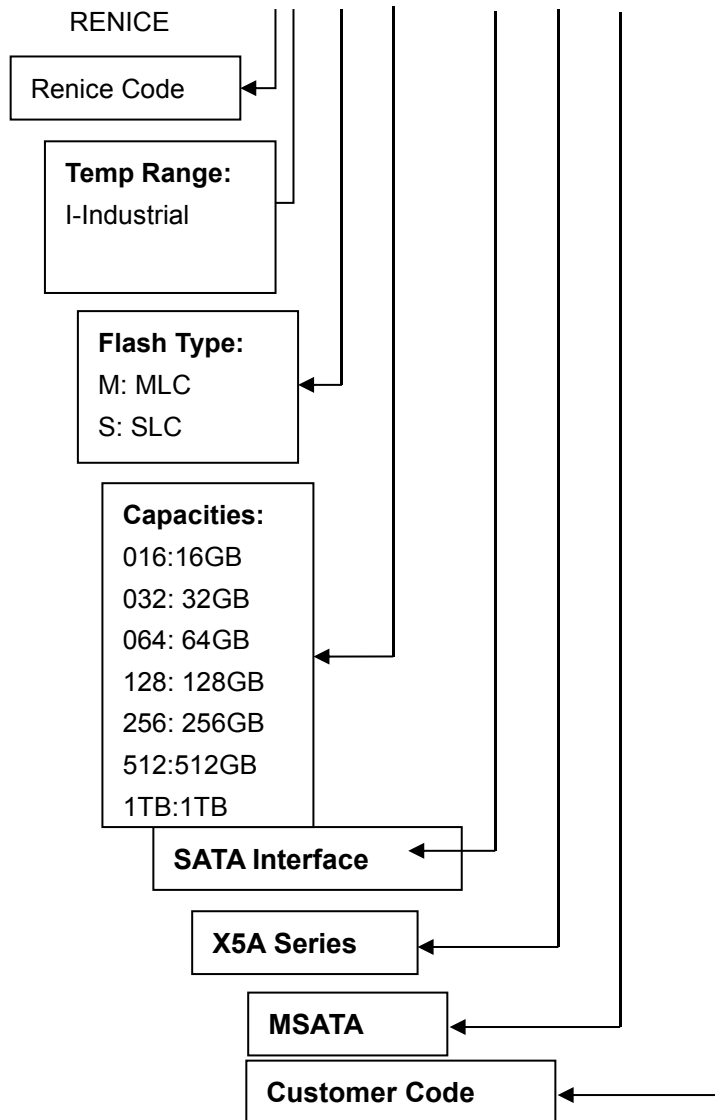 RENICE
Renice Code
Temp Range:
I-Industrial
Flash Type:
M: MLC
S: SLC
Capacities:
016:16GB
032: 32GB
064: 64GB
128: 128GB
256: 256GB
512:512GB
1TB:1TB
SATA Interface
X5A Series
MSATA
Customer Code